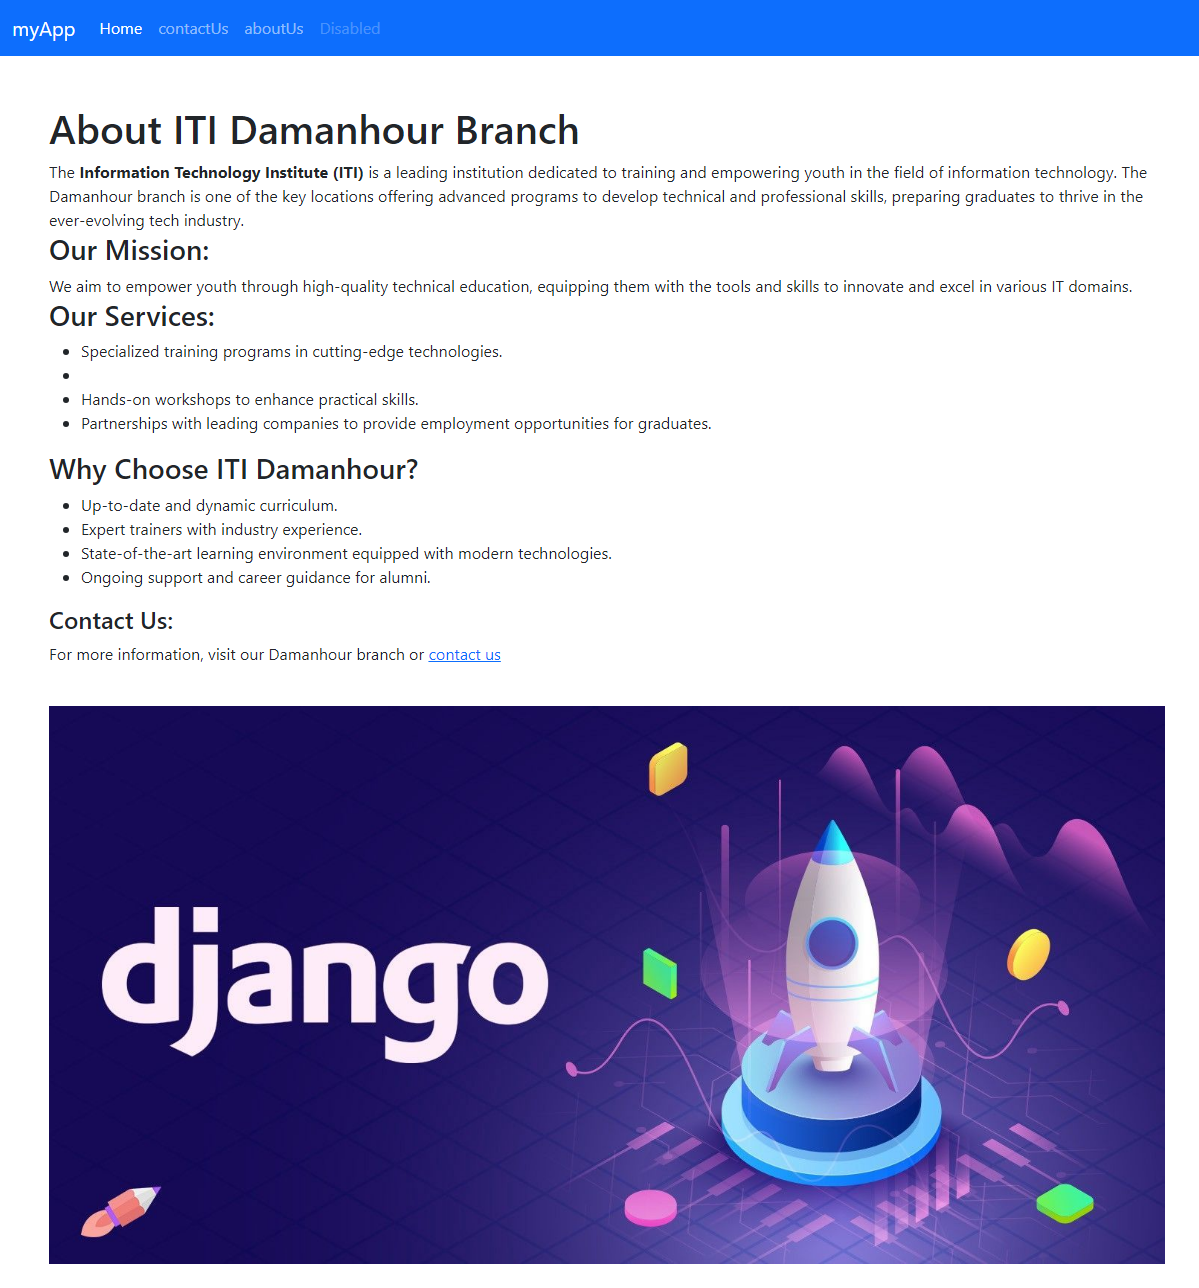 myApp Home contactUs aboutUs Disabled
About ITI Damanhour Branch
The Information Technology Institute (ITI) is a leading institution dedicated to training and empowering youth in the field of information technology. The
Damanhour branch is one of the key locations offering advanced programs to develop technical and professional skills, preparing graduates to thrive in the
ever-evolving tech industry.
Our Mission:
We aim to empower youth through high-quality technical education, equipping them with the tools and skills to innovate and excel in various IT domains.
Our Services:
• Specialized training programs in cutting-edge technologies.
•
• Hands-on workshops to enhance practical skills.
• Partnerships with leading companies to provide employment opportunities for graduates.
Why Choose ITI Damanhour?
• Up-to-date and dynamic curriculum.
• Expert trainers with industry experience.
• State-of-the-art learning environment equipped with modern technologies.
• Ongoing support and career guidance for alumni.
Contact Us:
For more information, visit our Damanhour branch or contact us
django